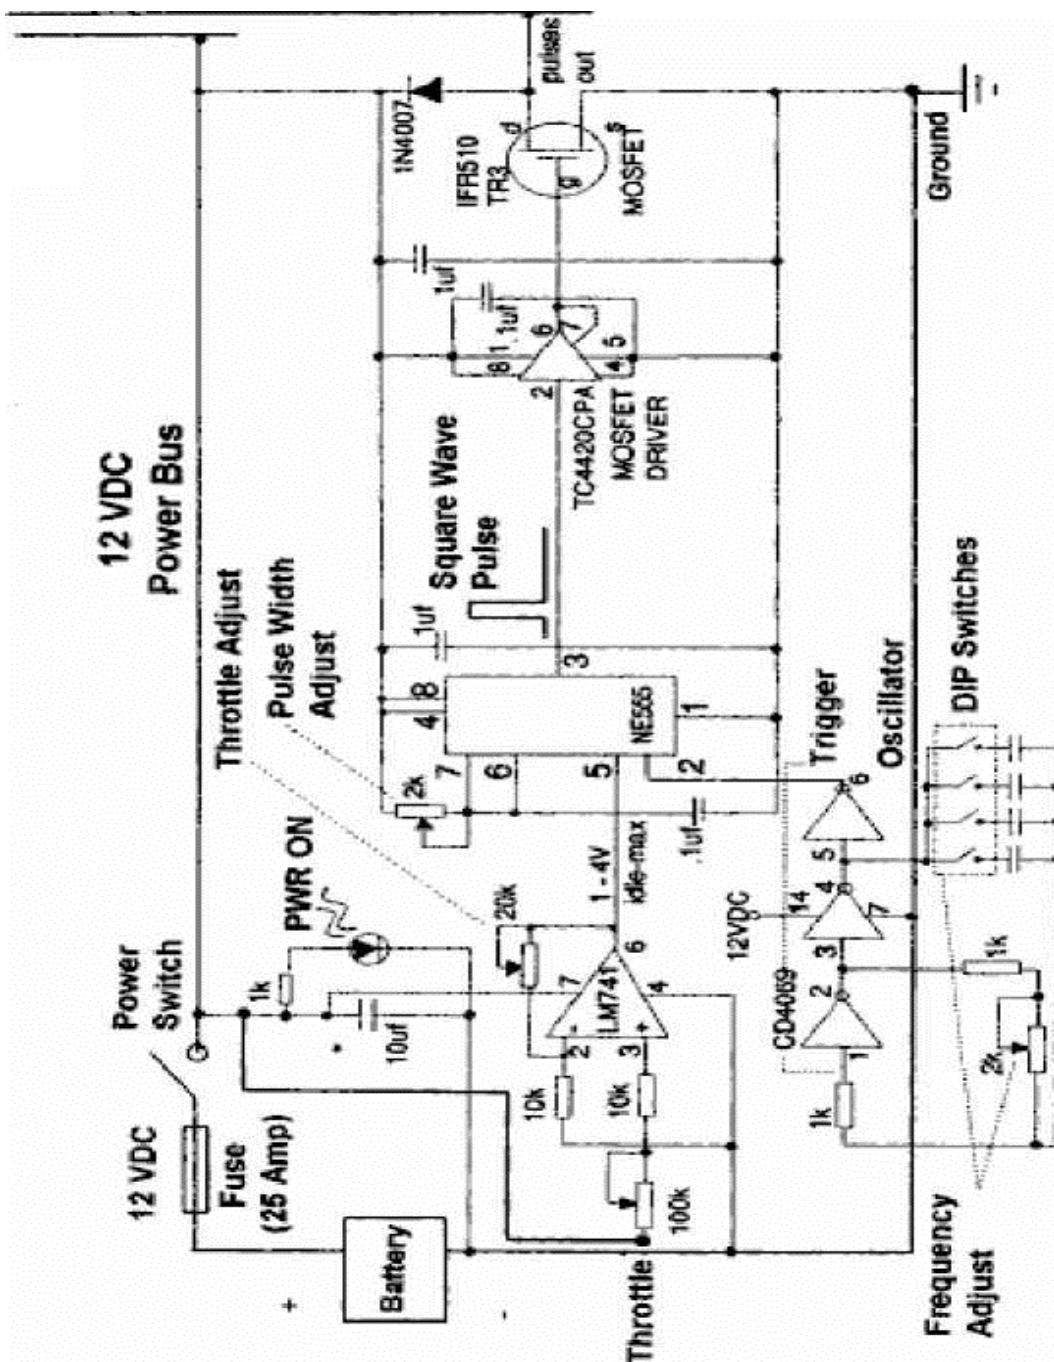 12 VDC
Power Bus
Throttle Adjust
Pulse Width
Adjust
PWR ON
Power
Switch
12 VDC
Fuse
(25 Amp)
+
Battery
-
1k
*
10uf
2k
20k
7
2
-
LM741
+
3
6
4
10k
10k
100k
Throttle
1 - 4V
idle-max
4
8
7
6
5
2
NE555
3
1
.1uf
.1uf
Square Wave
Pulse
2
8
1
6
7
4
5
.1uf
.1uf
TC4420CPA
MOSFET
DRIVER
1N4007
IFR510
TR3
d
g
s
MOSFET
pulses
out
Ground
-
Trigger
Oscillator
DIP Switches
12VDC
14
CD4069
1
2
3
4
7
5
6
1k
1k
2k
Frequency
Adjust